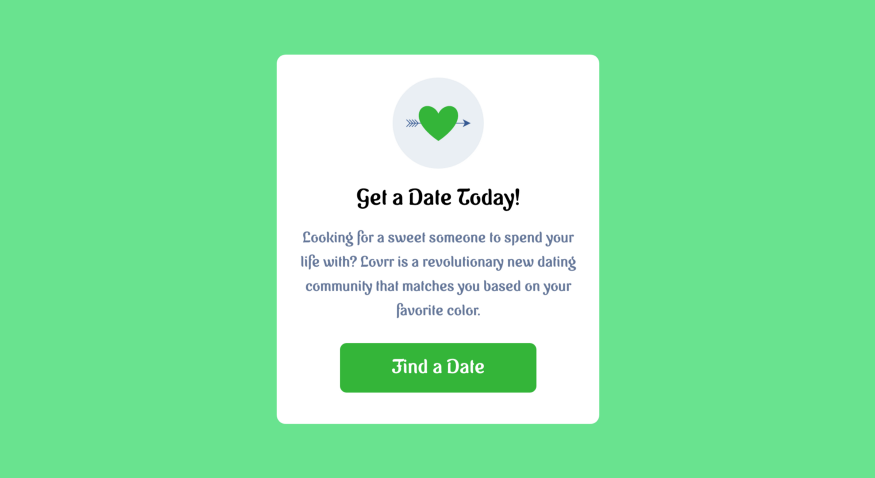 Get a Date Today!
Looking for a sweet someone to spend your
life with? Lovrr is a revolutionary new dating
community that matches you based on your
favorite color.
Find a Date